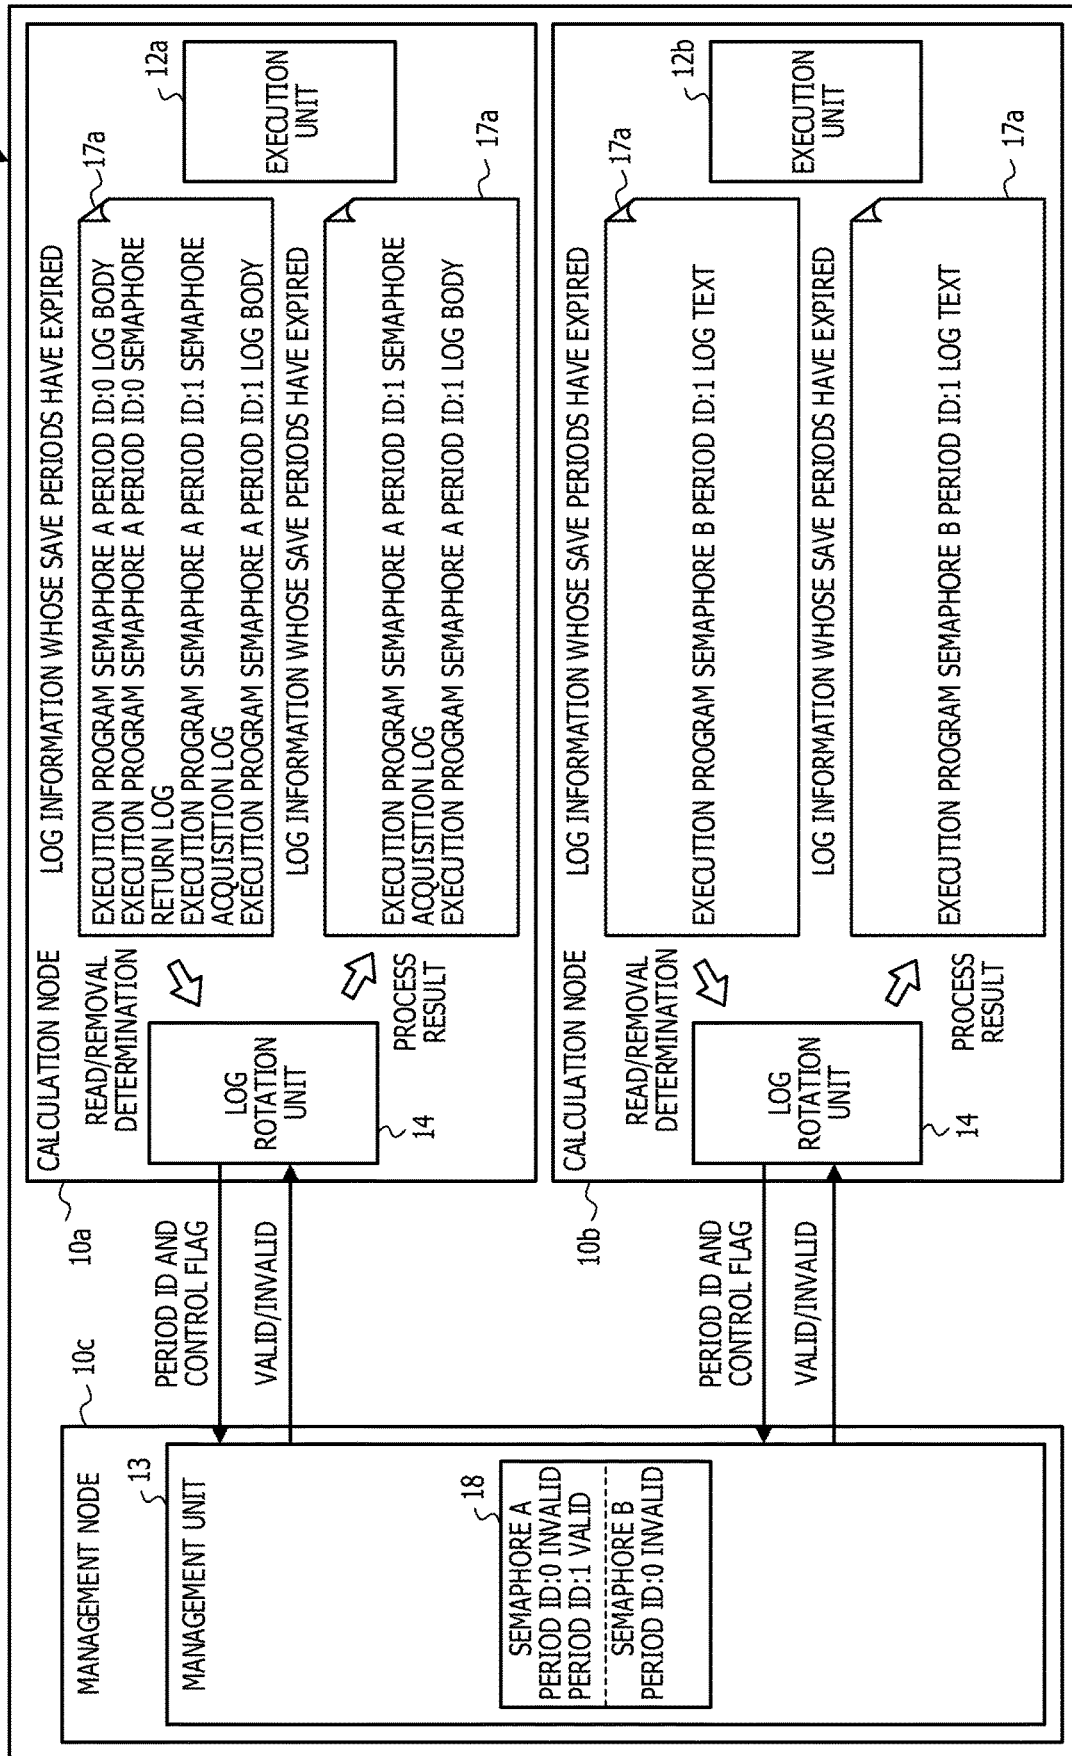 MANAGEMENT NODE
10c
13
MANAGEMENT UNIT
18
SEMAPHORE A
PERIOD ID:0 INVALID
PERIOD ID:1 VALID
SEMAPHORE B
PERIOD ID:0 INVALID
PERIOD ID AND
CONTROL FLAG
VALID/INVALID
PERIOD ID AND
CONTROL FLAG
VALID/INVALID
10a
CALCULATION NODE
READ/REMOVAL
DETERMINATION
LOG
ROTATION
UNIT
14
PROCESS
RESULT
LOG INFORMATION WHOSE SAVE PERIODS HAVE EXPIRED
17a
EXECUTION PROGRAM SEMAPHORE A PERIOD ID:0 LOG BODY
EXECUTION PROGRAM SEMAPHORE A PERIOD ID:0 SEMAPHORE
RETURN LOG
EXECUTION PROGRAM SEMAPHORE A PERIOD ID:1 SEMAPHORE
ACQUISITION LOG
EXECUTION PROGRAM SEMAPHORE A PERIOD ID:1 LOG BODY
LOG INFORMATION WHOSE SAVE PERIODS HAVE EXPIRED
EXECUTION PROGRAM SEMAPHORE A PERIOD ID:1 SEMAPHORE
ACQUISITION LOG
EXECUTION PROGRAM SEMAPHORE A PERIOD ID:1 LOG BODY
17a
12a
EXECUTION
UNIT
10b
CALCULATION NODE
READ/REMOVAL
DETERMINATION
LOG
ROTATION
UNIT
14
PROCESS
RESULT
LOG INFORMATION WHOSE SAVE PERIODS HAVE EXPIRED
17a
EXECUTION PROGRAM SEMAPHORE B PERIOD ID:1 LOG TEXT
LOG INFORMATION WHOSE SAVE PERIODS HAVE EXPIRED
EXECUTION PROGRAM SEMAPHORE B PERIOD ID:1 LOG TEXT
17a
12b
EXECUTION
UNIT